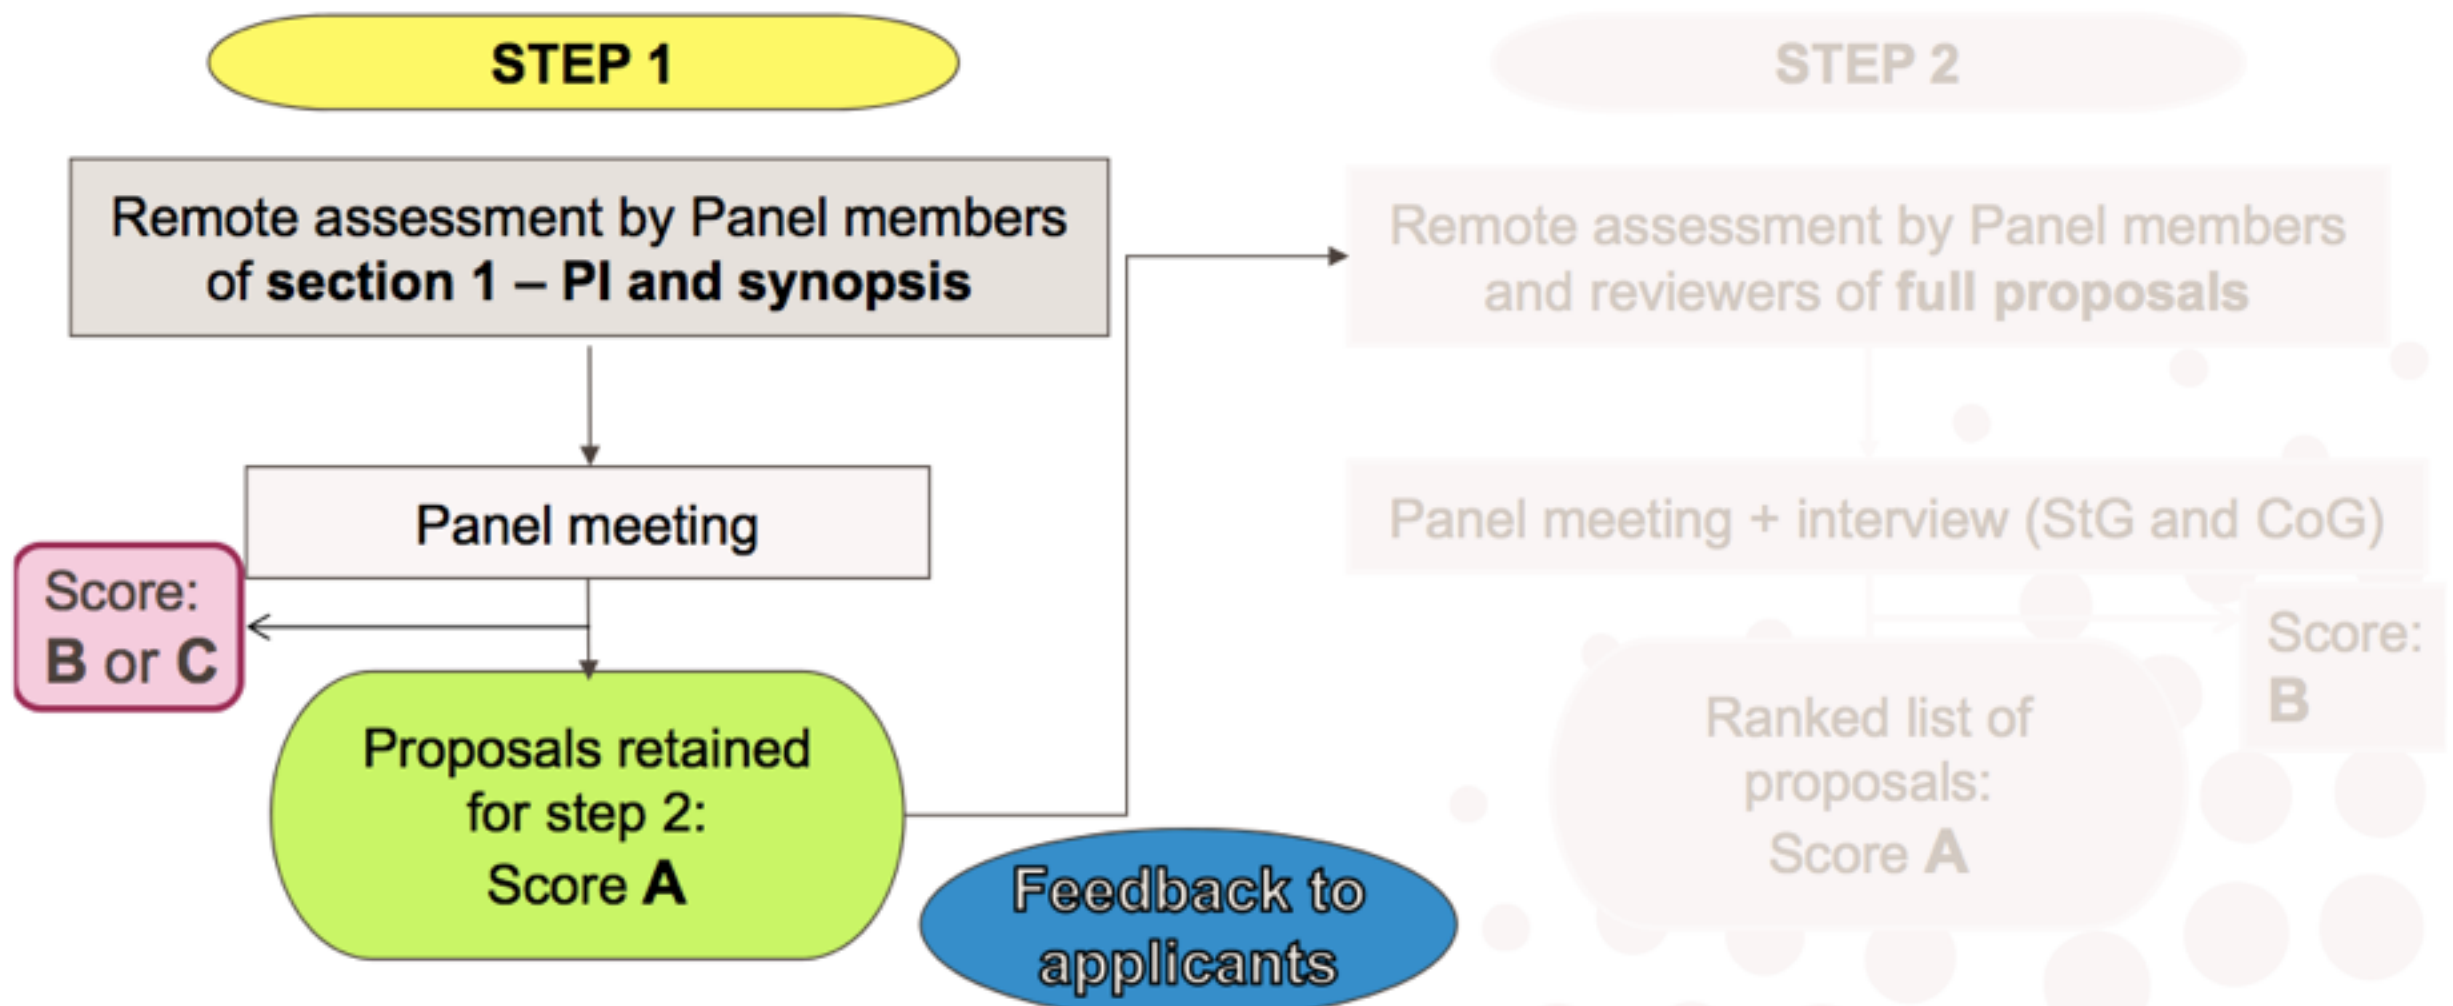 STEP 1
Remote assessment by Panel members
of section 1 – PI and synopsis
Panel meeting
Score:
B or C
Proposals retained
for step 2:
Score A
Feedback to
applicants
STEP 2
Remote assessment by Panel members
and reviewers of full proposals
Panel meeting + interview (StG and CoG)
Score:
B
Ranked list of
proposals:
Score A